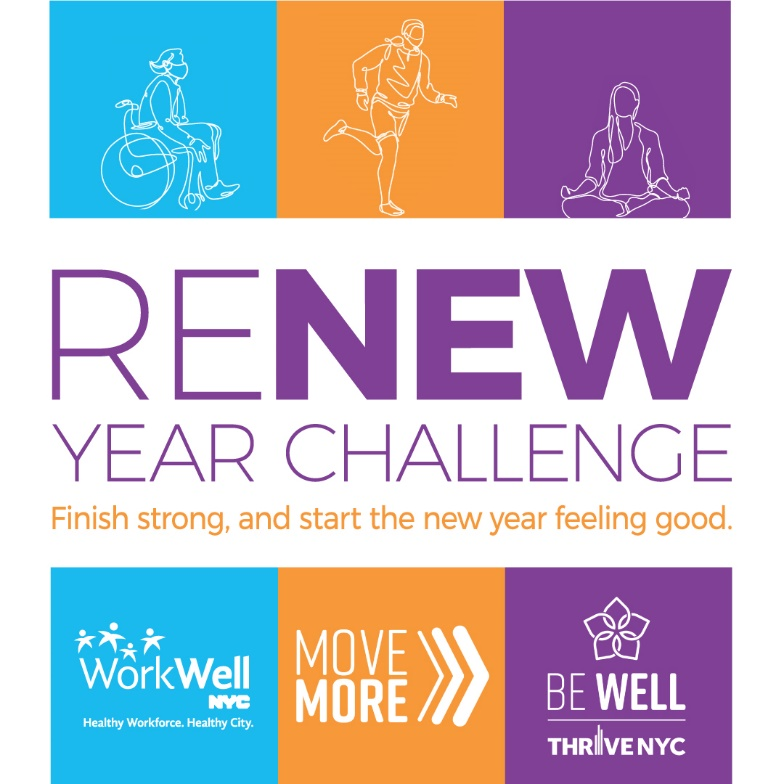 RENEW
YEAR CHALLENGE
Finish strong, and start the new year feeling good.
WorkWell
NYC
Healthy Workforce. Healthy City.
MOVE
MORE
BE WELL
THRIVE NYC